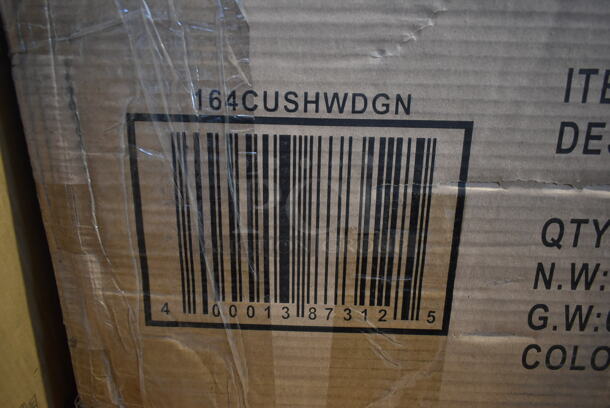 164CUSHWDGN
4 00013 87312 5
ITE
DES
QTY
N.W:
G.W:
COLO